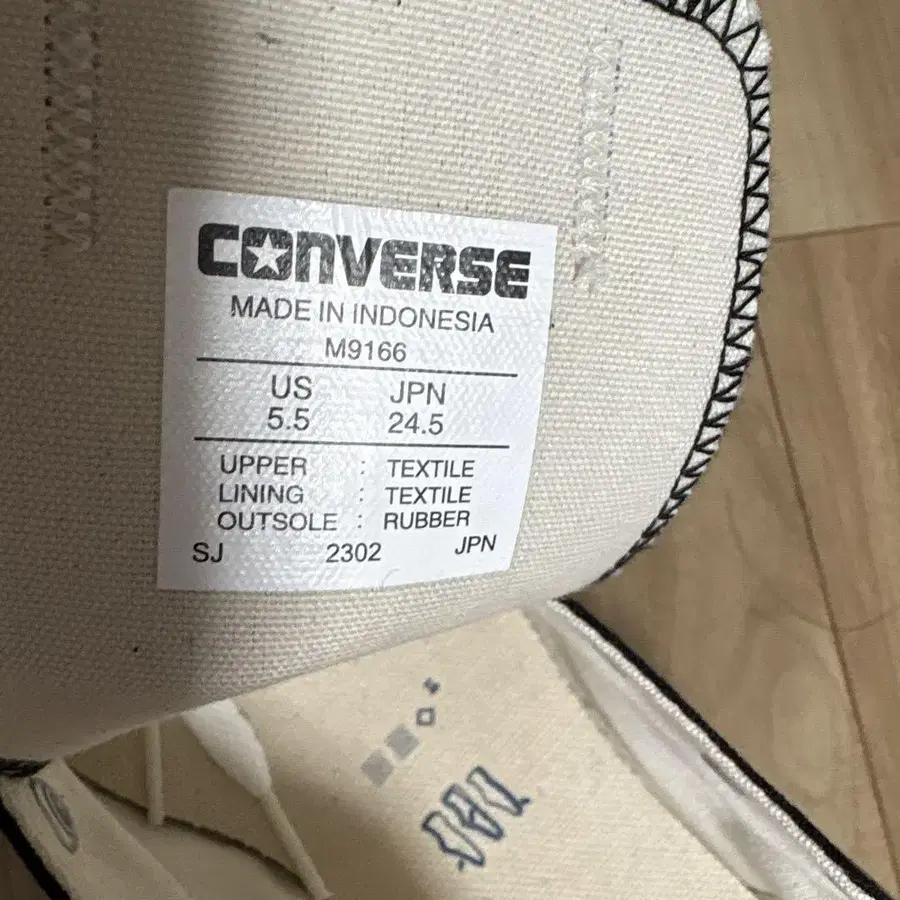 CONVERSE
MADE IN INDONESIA
M9166
US JPN
5.5 24.5
UPPER : TEXTILE
LINING : TEXTILE
OUTSOLE : RUBBER
SJ 2302 JPN